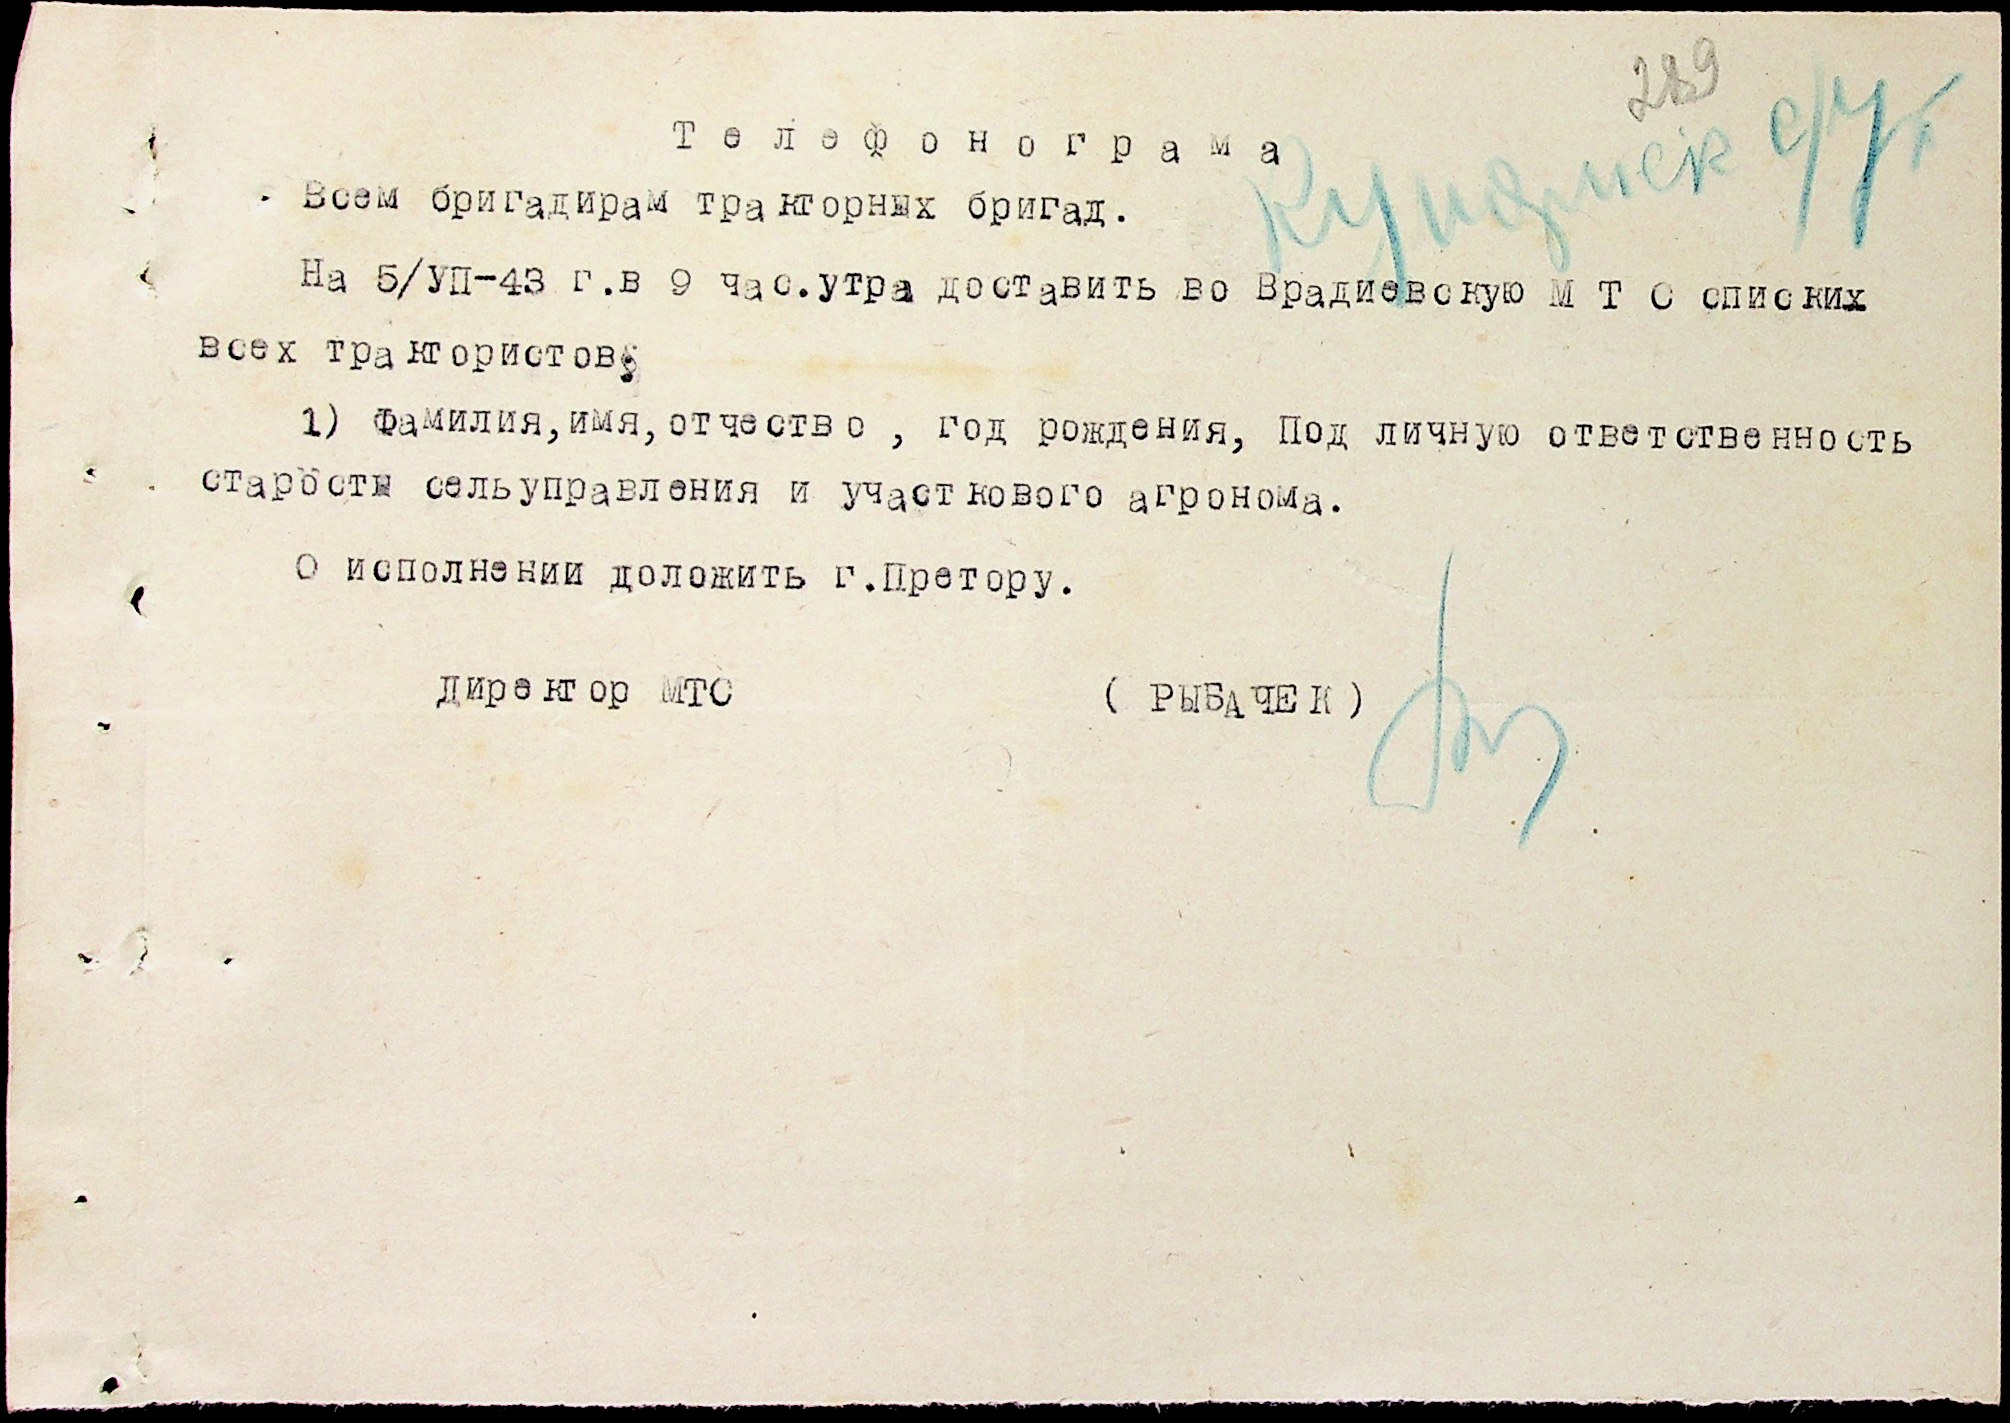 289
с/у
Телефонограма
Всем бригадирам тракторных бригад.
На 5/УП-43 г.в 9 час.утра доставить во Врадиевскую М Т С списких
всех трактористов;
1) Фамилия,имя,отчество, год рождения, Под личную ответственность
старосты сельуправления и участкового агронома.
О исполнении доложить г.Претору.
Директор МТС (РЫБАЧЕК)